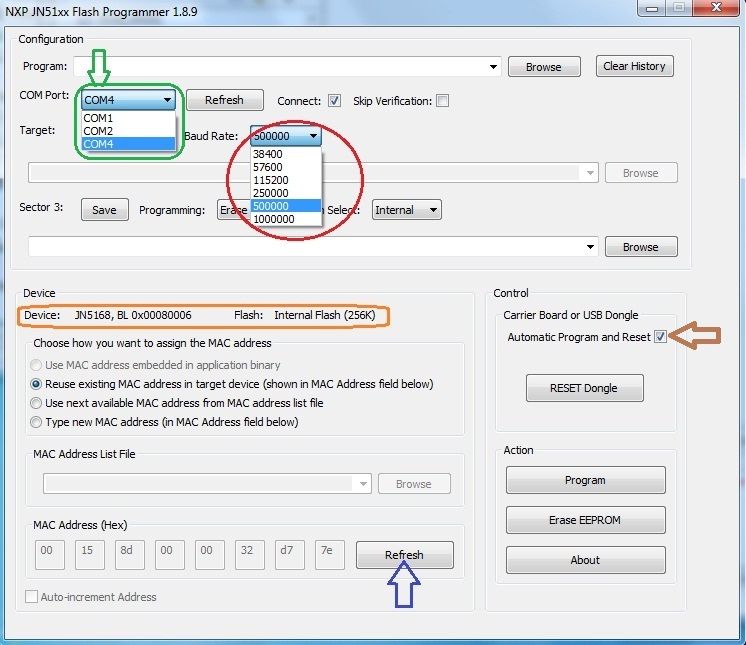 NXP JN51xx Flash Programmer 1.8.9
Configuration
Program:
Browse
Clear History
COM Port:
COM4
Refresh
Connect:
Skip Verification:
COM1
COM2
COM4
Target:
Baud Rate:
500000
38400
57600
115200
250000
500000
1000000
Browse
Sector 3:
Save
Programming:
Erase
Select:
Internal
Browse
Device
Device: JN5168, BL 0x00080006 Flash: Internal Flash (256K)
Choose how you want to assign the MAC address
Use MAC address embedded in application binary
Reuse existing MAC address in target device (shown in MAC Address field below)
Use next available MAC address from MAC address list file
Type new MAC address (in MAC Address field below)
MAC Address List File
Browse
MAC Address (Hex)
00 15 8d 00 00 32 d7 7e
Refresh
Auto-increment Address
Control
Carrier Board or USB Dongle
Automatic Program and Reset
RESET Dongle
Action
Program
Erase EEPROM
About